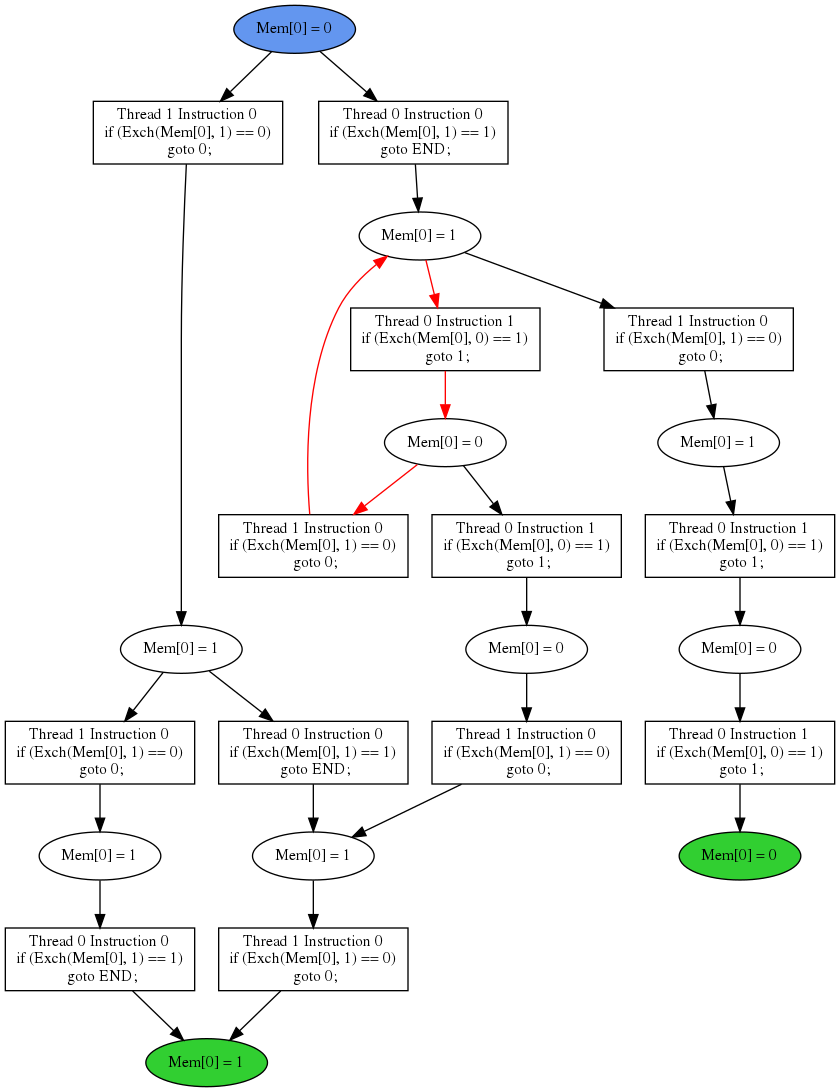 Mem[0] = 0
Thread 1 Instruction 0
if (Exch(Mem[0], 1) == 0)
goto 0;
Thread 0 Instruction 0
if (Exch(Mem[0], 1) == 1)
goto END;
Mem[0] = 1
Thread 0 Instruction 1
if (Exch(Mem[0], 0) == 1)
goto 1;
Thread 1 Instruction 0
if (Exch(Mem[0], 1) == 0)
goto 0;
Mem[0] = 0
Mem[0] = 1
Thread 1 Instruction 0
if (Exch(Mem[0], 1) == 0)
goto 0;
Thread 0 Instruction 1
if (Exch(Mem[0], 0) == 1)
goto 1;
Thread 0 Instruction 1
if (Exch(Mem[0], 0) == 1)
goto 1;
Mem[0] = 1
Mem[0] = 0
Mem[0] = 0
Thread 1 Instruction 0
if (Exch(Mem[0], 1) == 0)
goto 0;
Thread 0 Instruction 0
if (Exch(Mem[0], 1) == 1)
goto END;
Thread 1 Instruction 0
if (Exch(Mem[0], 1) == 0)
goto 0;
Thread 0 Instruction 1
if (Exch(Mem[0], 0) == 1)
goto 1;
Mem[0] = 1
Mem[0] = 1
Mem[0] = 0
Thread 0 Instruction 0
if (Exch(Mem[0], 1) == 1)
goto END;
Thread 1 Instruction 0
if (Exch(Mem[0], 1) == 0)
goto 0;
Mem[0] = 1